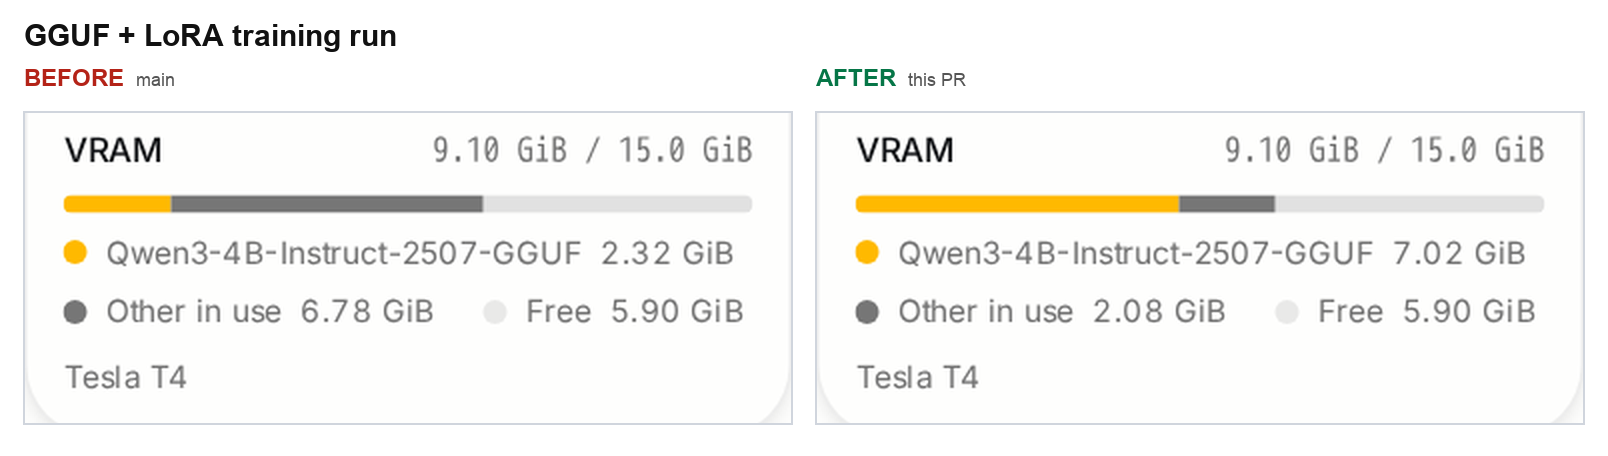 GGUF + LoRA training run
BEFORE main
VRAM 9.10 GiB / 15.0 GiB
Qwen3-4B-Instruct-2507-GGUF 2.32 GiB
Other in use 6.78 GiB Free 5.90 GiB
Tesla T4
AFTER this PR
VRAM 9.10 GiB / 15.0 GiB
Qwen3-4B-Instruct-2507-GGUF 7.02 GiB
Other in use 2.08 GiB Free 5.90 GiB
Tesla T4